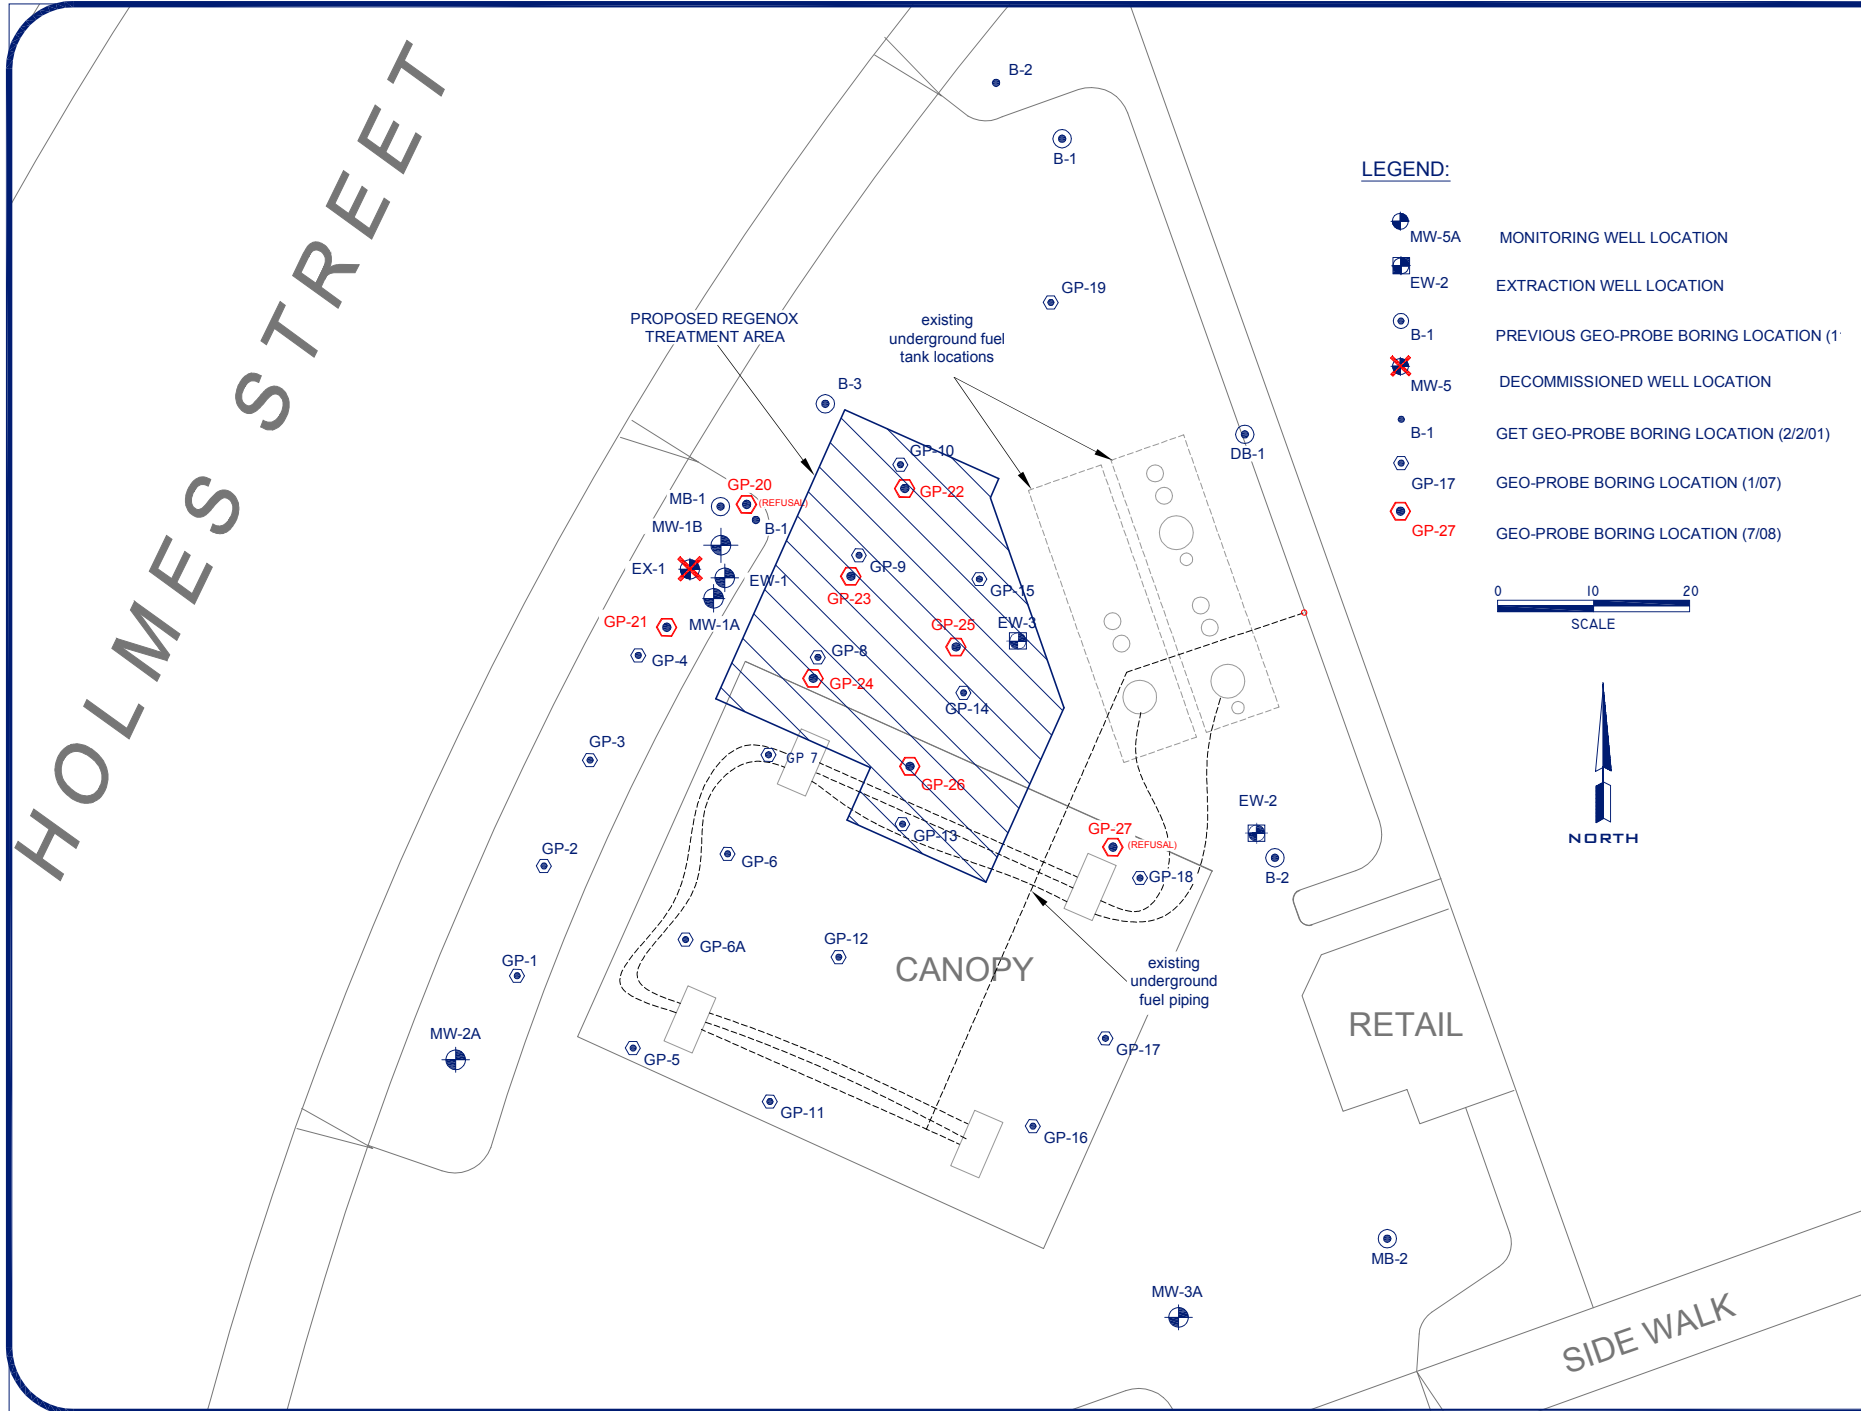 HOLMES STREET
B-2
B-1
LEGEND:
MW-5A MONITORING WELL LOCATION
EW-2 EXTRACTION WELL LOCATION
B-1 PREVIOUS GEO-PROBE BORING LOCATION (1
MW-5 DECOMMISSIONED WELL LOCATION
B-1 GET GEO-PROBE BORING LOCATION (2/2/01)
GP-17 GEO-PROBE BORING LOCATION (1/07)
GP-27 GEO-PROBE BORING LOCATION (7/08)
0 10 20
SCALE
NORTH
GP-19
PROPOSED REGENOX
TREATMENT AREA
existing
underground fuel
tank locations
B-3
DB-1
GP-10
GP-22
GP-20
(REFUSAL)
MB-1
B-1
MW-1B
EX-1
EW-1
MW-1A
GP-9
GP-23
GP-15
GP-21
GP-25
EW-3
GP-4
GP-8
GP-24
GP-14
GP-3
GP 7
GP-26
EW-2
GP-13
GP-27
(REFUSAL)
GP-2
GP-6
GP-18
B-2
GP-6A
GP-12
GP-1
CANOPY
existing
underground
fuel piping
RETAIL
MW-2A
GP-5
GP-17
GP-11
GP-16
MB-2
MW-3A
SIDE WALK